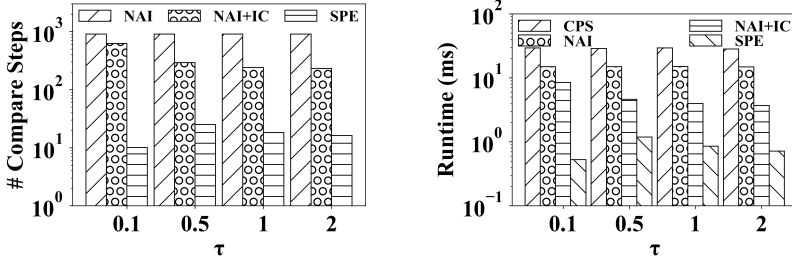 NAI NAI+IC SPE
# Compare Steps
10³
10²
10¹
10⁰
0.1 0.5 1 2
τ
CPS NAI+IC
NAI SPE
Runtime (ms)
10²
10¹
10⁰
10⁻¹
0.1 0.5 1 2
τ